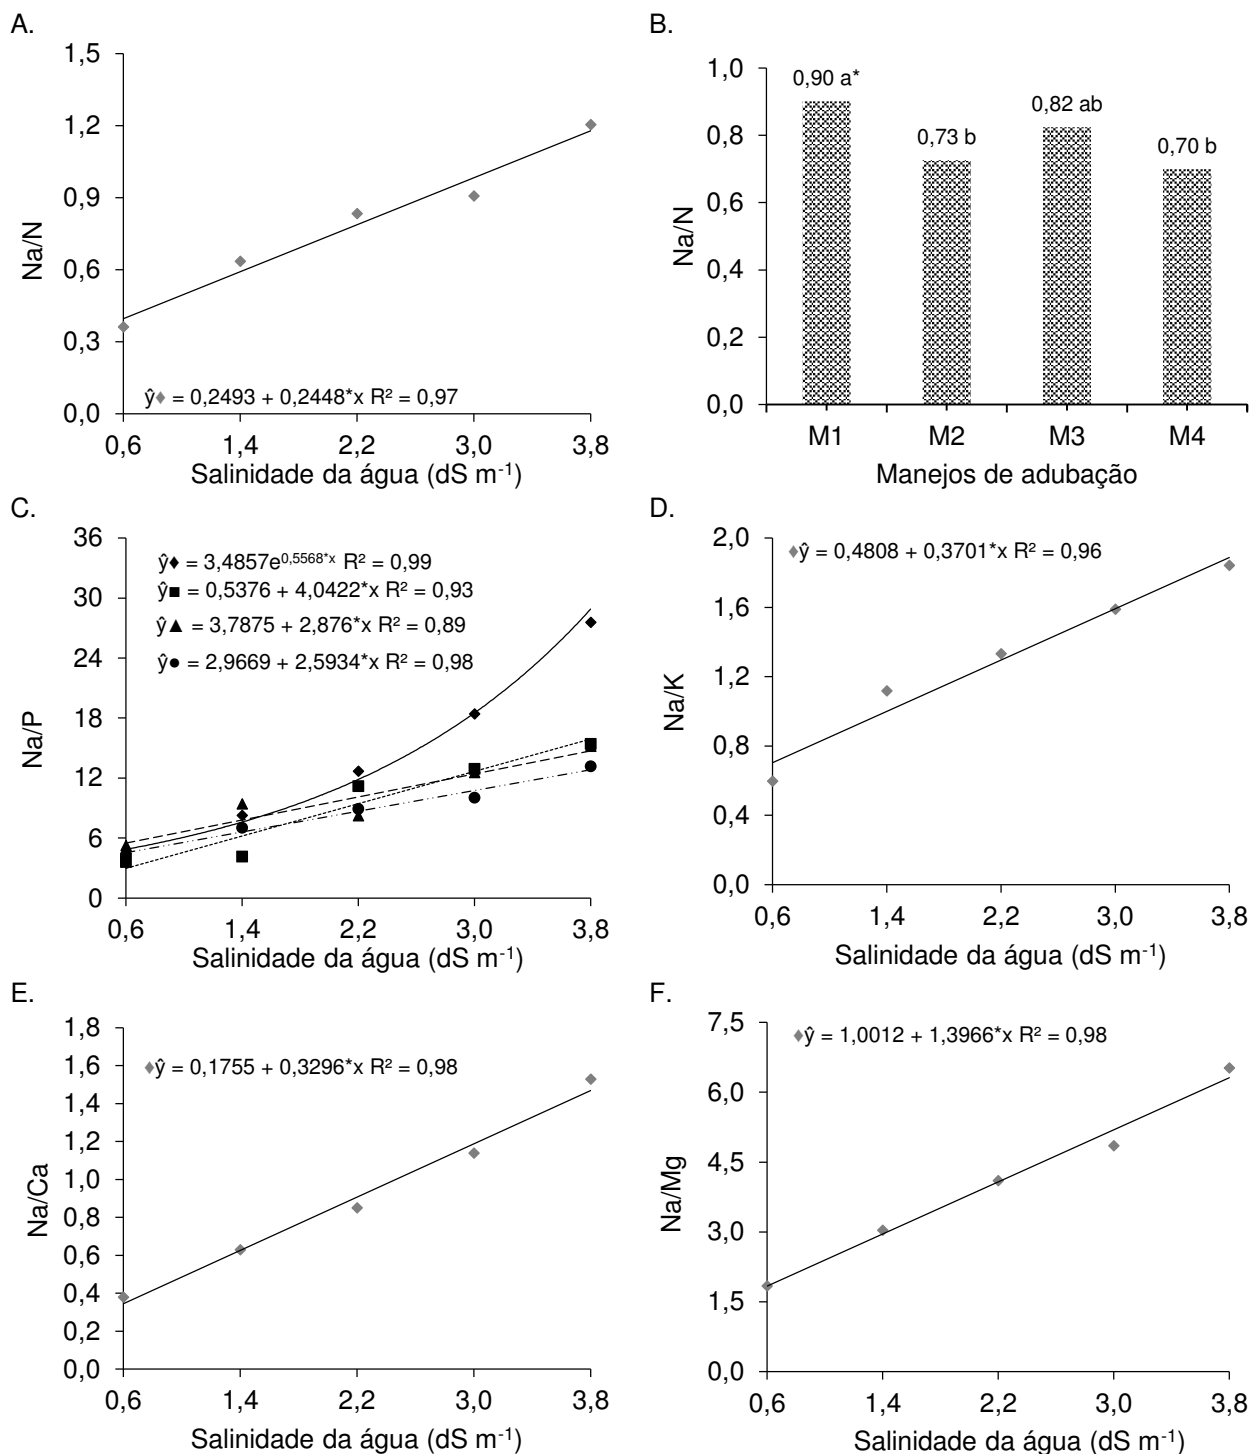 A.
1,5
1,2
0,9
0,6
0,3
0,0
Na/N
ŷ♦ = 0,2493 + 0,2448*x R² = 0,97
0,6 1,4 2,2 3,0 3,8
Salinidade da água (dS m⁻¹)
B.
1,0
0,8
0,6
0,4
0,2
0,0
Na/N
0,90 a*
0,73 b
0,82 ab
0,70 b
M1 M2 M3 M4
Manejos de adubação
C.
36
30
24
18
12
6
0
Na/P
ŷ♦ = 3,4857e^0,5568*x R² = 0,99
ŷ■ = 0,5376 + 4,0422*x R² = 0,93
ŷ▲ = 3,7875 + 2,876*x R² = 0,89
ŷ● = 2,9669 + 2,5934*x R² = 0,98
0,6 1,4 2,2 3,0 3,8
Salinidade da água (dS m⁻¹)
D.
2,0
1,6
1,2
0,8
0,4
0,0
Na/K
♦ŷ = 0,4808 + 0,3701*x R² = 0,96
0,6 1,4 2,2 3,0 3,8
Salinidade da água (dS m⁻¹)
E.
1,8
1,6
1,4
1,2
1,0
0,8
0,6
0,4
0,2
0,0
Na/Ca
♦ŷ = 0,1755 + 0,3296*x R² = 0,98
0,6 1,4 2,2 3,0 3,8
Salinidade da água (dS m⁻¹)
F.
7,5
6,0
4,5
3,0
1,5
0,0
Na/Mg
♦ŷ = 1,0012 + 1,3966*x R² = 0,98
0,6 1,4 2,2 3,0 3,8
Salinidade da água (dS m⁻¹)